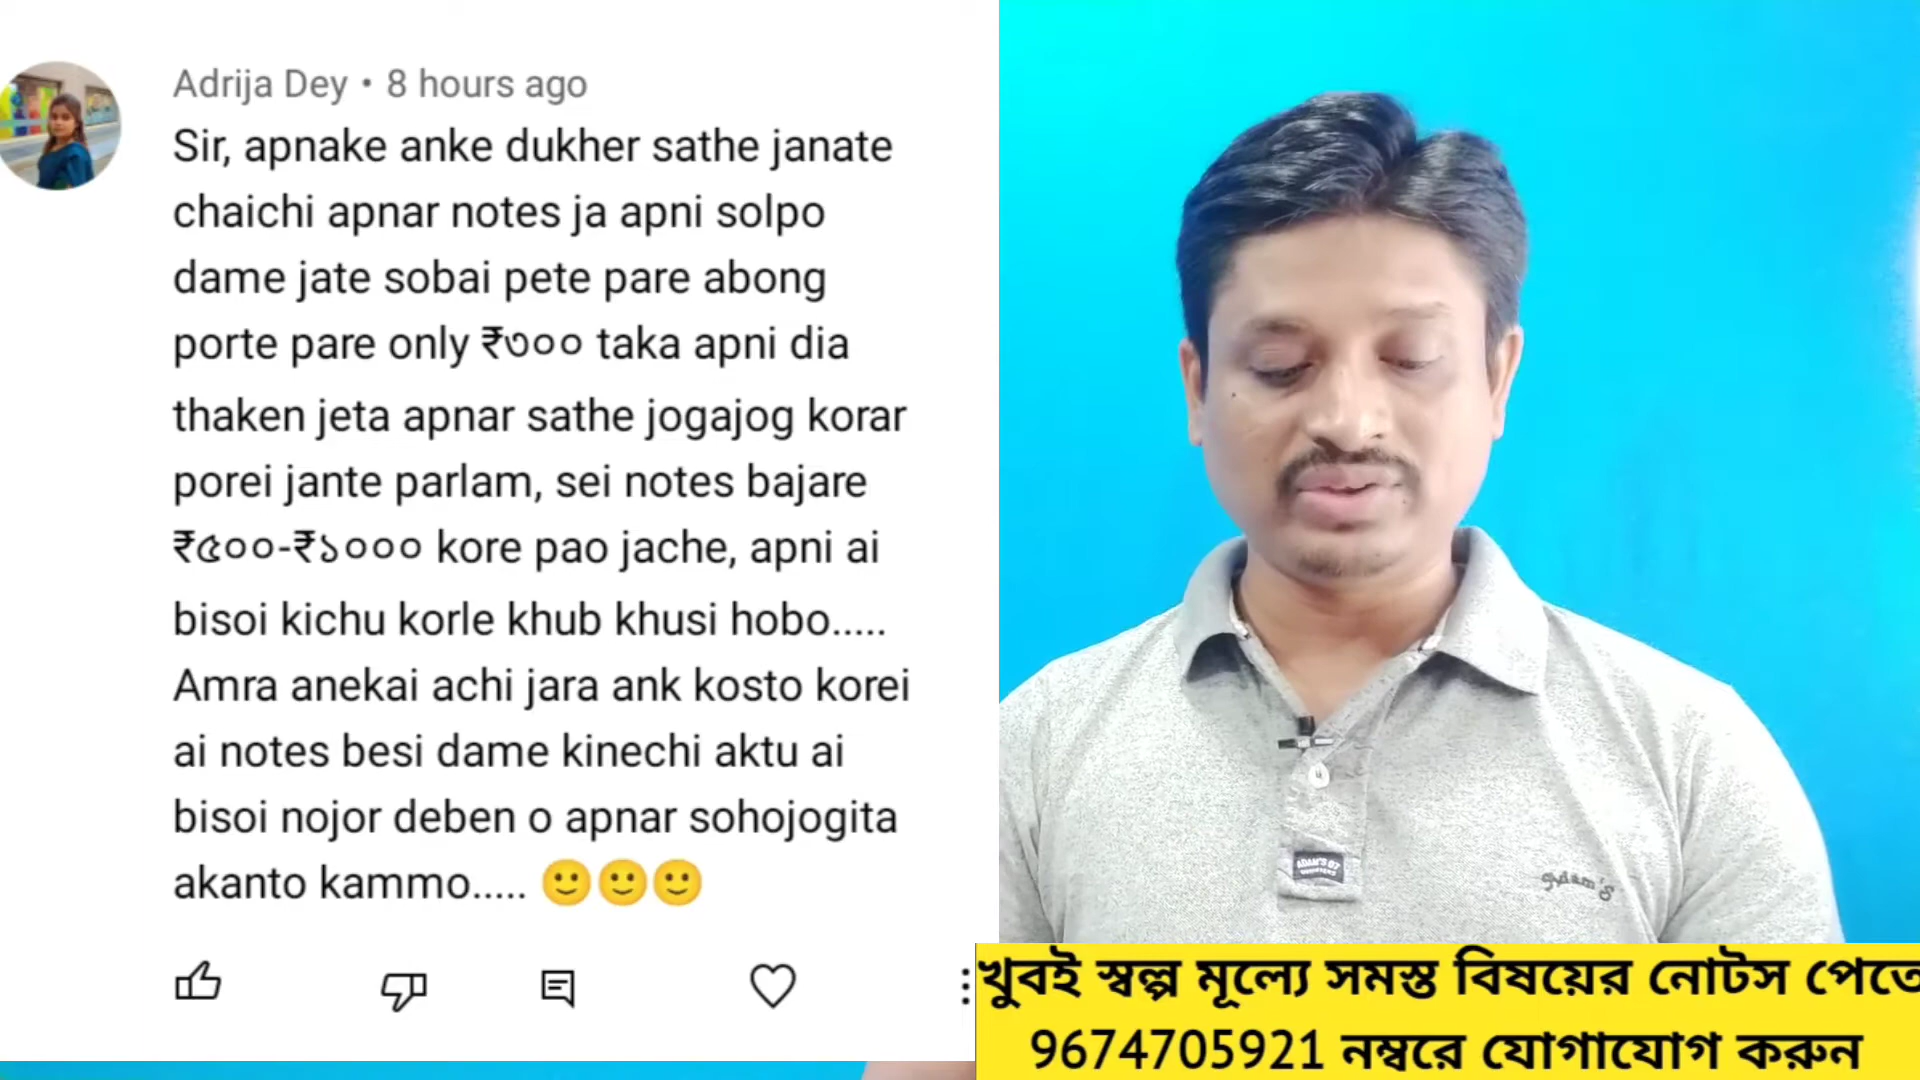 Adrija Dey • 8 hours ago
Sir, apnake anke dukher sathe janate
chaichi apnar notes ja apni solpo
dame jate sobai pete pare abong
porte pare only ₹৩০০ taka apni dia
thaken jeta apnar sathe jogajog korar
porei jante parlam, sei notes bajare
₹৫০০-₹১০০০ kore pao jache, apni ai
bisoi kichu korle khub khusi hobo.....
Amra anekai achi jara ank kosto korei
ai notes besi dame kinechi aktu ai
bisoi nojor deben o apnar sohojogita
akanto kammo..... 🙂🙂🙂
ADAM'S 07
Adam's
খুবই স্বল্প মূল্যে সমস্ত বিষয়ের নোটস পেতে
9674705921 নম্বরে যোগাযোগ করুন